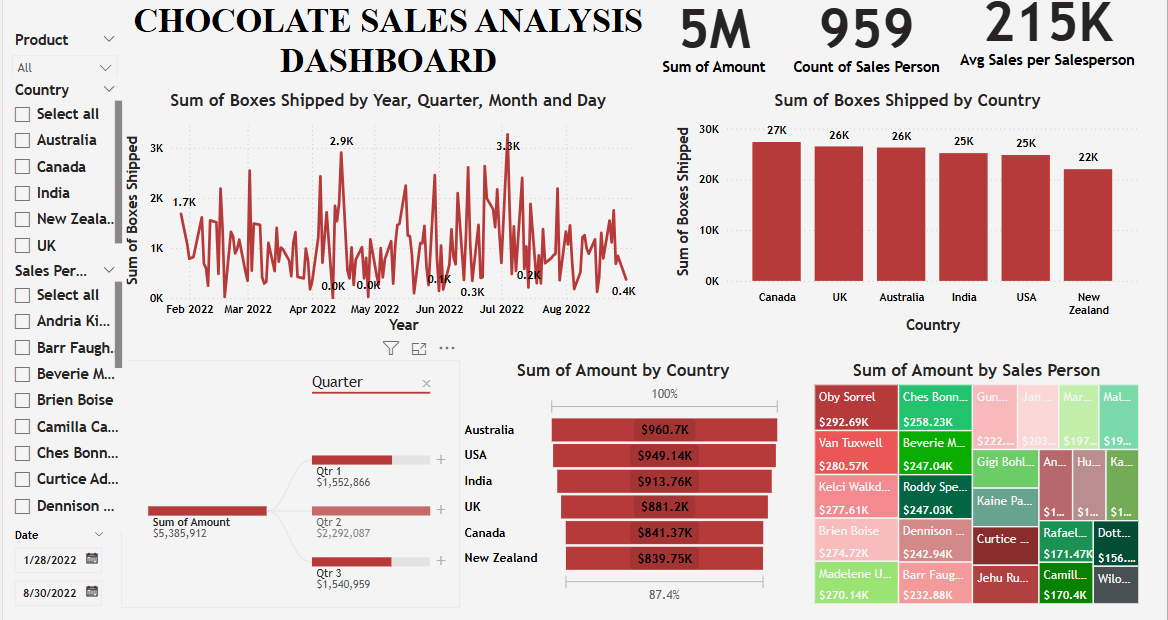 CHOCOLATE SALES ANALYSIS
DASHBOARD
5M
Sum of Amount
959
Count of Sales Person
215K
Avg Sales per Salesperson
Product
All
Country
Select all
Australia
Canada
India
New Zeala..
UK
Sales Per...
Select all
Andria Ki...
Barr Faugh..
Beverie M...
Brien Boise
Camilla Ca...
Ches Bonn...
Curtice Ad...
Dennison ...
Date
1/28/2022
8/30/2022
Sum of Boxes Shipped by Year, Quarter, Month and Day
Sum of Boxes Shipped
3K
2K
1K
0K
1.7K
2.9K
3.3K
0.0K
0.0K
0.1K
0.3K
0.2K
0.4K
Feb 2022
Mar 2022
Apr 2022
May 2022
Jun 2022
Jul 2022
Aug 2022
Year
Sum of Boxes Shipped by Country
Sum of Boxes Shipped
30K
20K
10K
0K
27K
26K
26K
25K
25K
22K
Canada
UK
Australia
India
USA
New
Zealand
Country
Quarter
Sum of Amount
$5,385,912
Qtr 1
$1,552,866
Qtr 2
$2,292,087
Qtr 3
$1,540,959
Sum of Amount by Country
100%
Australia
$960.7K
USA
$949.14K
India
$913.76K
UK
$881.2K
Canada
$841.37K
New Zealand
$839.75K
87.4%
Sum of Amount by Sales Person
Oby Sorrel
$292.69K
Van Tuxwell
$280.57K
Kelci Walkd...
$277.61K
Brien Boise
$274.72K
Madelene U...
$270.14K
Ches Bonn...
$258.23K
Beverie M...
$247.04K
Roddy Spe...
$247.03K
Dennison ...
$242.94K
Barr Faug...
$232.88K
Gun...
$222....
Jan ...
$203...
Mar...
$197...
Mal...
$19...
Gigi Bohl...
Kaine Pa...
An...
$1...
Hu...
$1...
Ka...
$1...
Curtice ...
Jehu Ru...
Rafael...
$171.47K
Camill...
$170.4K
Dott...
$156....
Wilo...